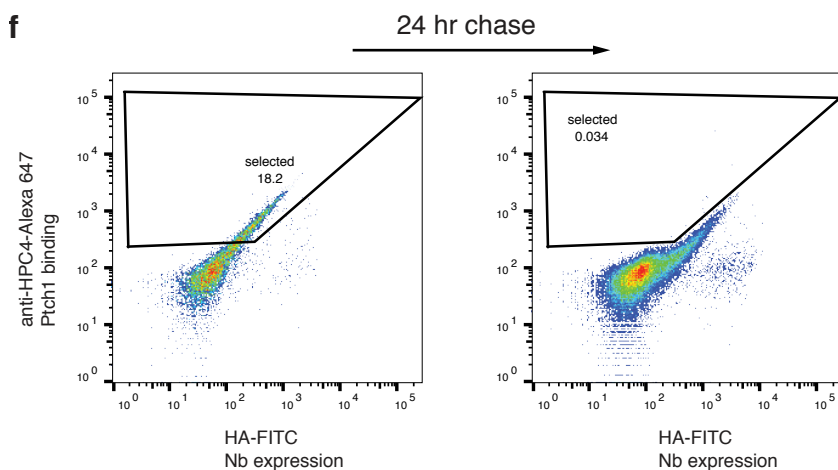 f
24 hr chase
anti-HPC4-Alexa 647
Ptch1 binding
10^5
10^4
10^3
10^2
10^1
10^0
selected
18.2
10^0 10^1 10^2 10^3 10^4 10^5
HA-FITC
Nb expression
10^5
10^4
10^3
10^2
10^1
10^0
selected
0.034
10^0 10^1 10^2 10^3 10^4 10^5
HA-FITC
Nb expression